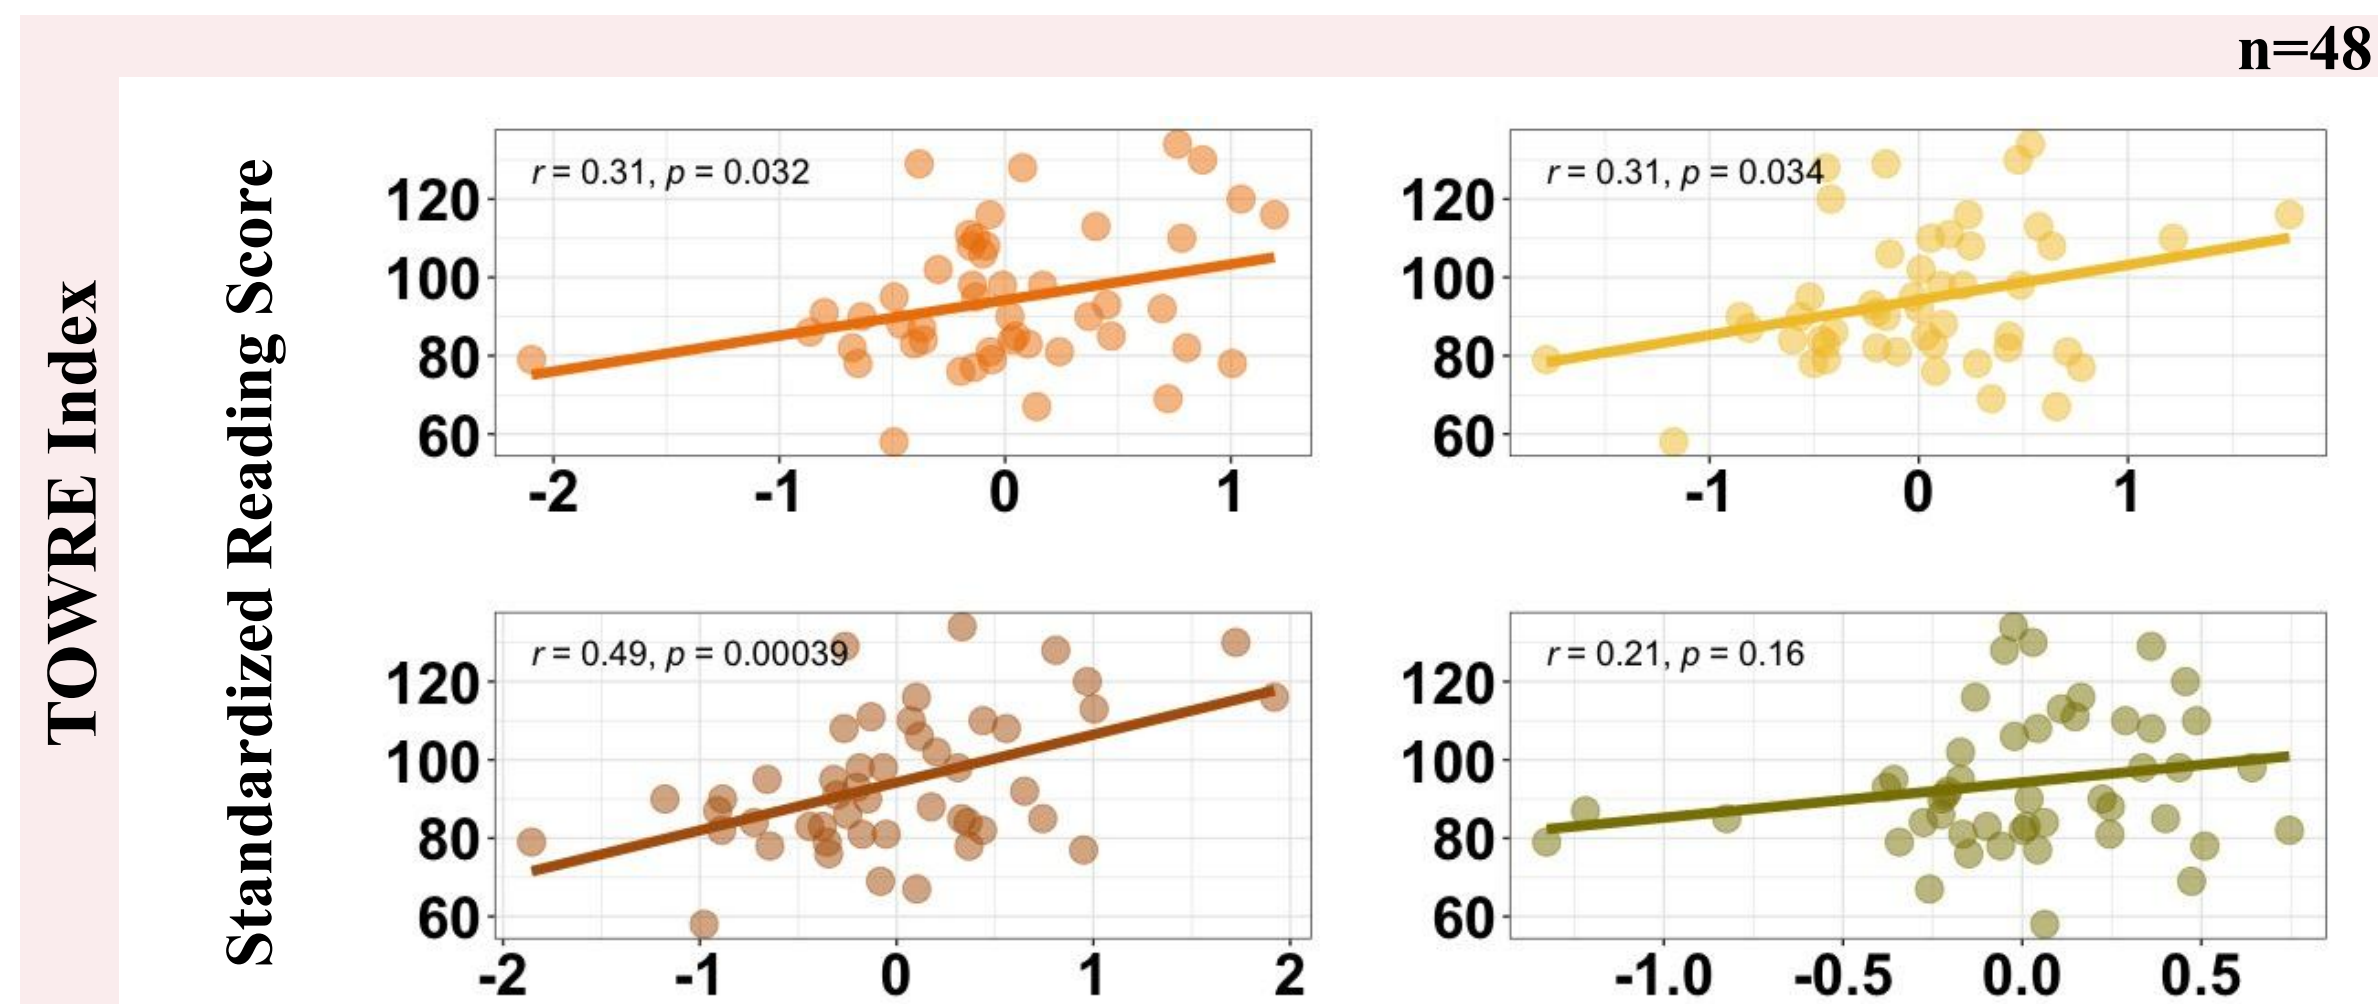 n=48
TOWRE Index
Standardized Reading Score
r = 0.31, p = 0.032
120
100
80
60
-2 -1 0 1
r = 0.31, p = 0.034
120
100
80
60
-1 0 1
r = 0.49, p = 0.00039
120
100
80
60
-2 -1 0 1 2
r = 0.21, p = 0.16
120
100
80
60
-1.0 -0.5 0.0 0.5